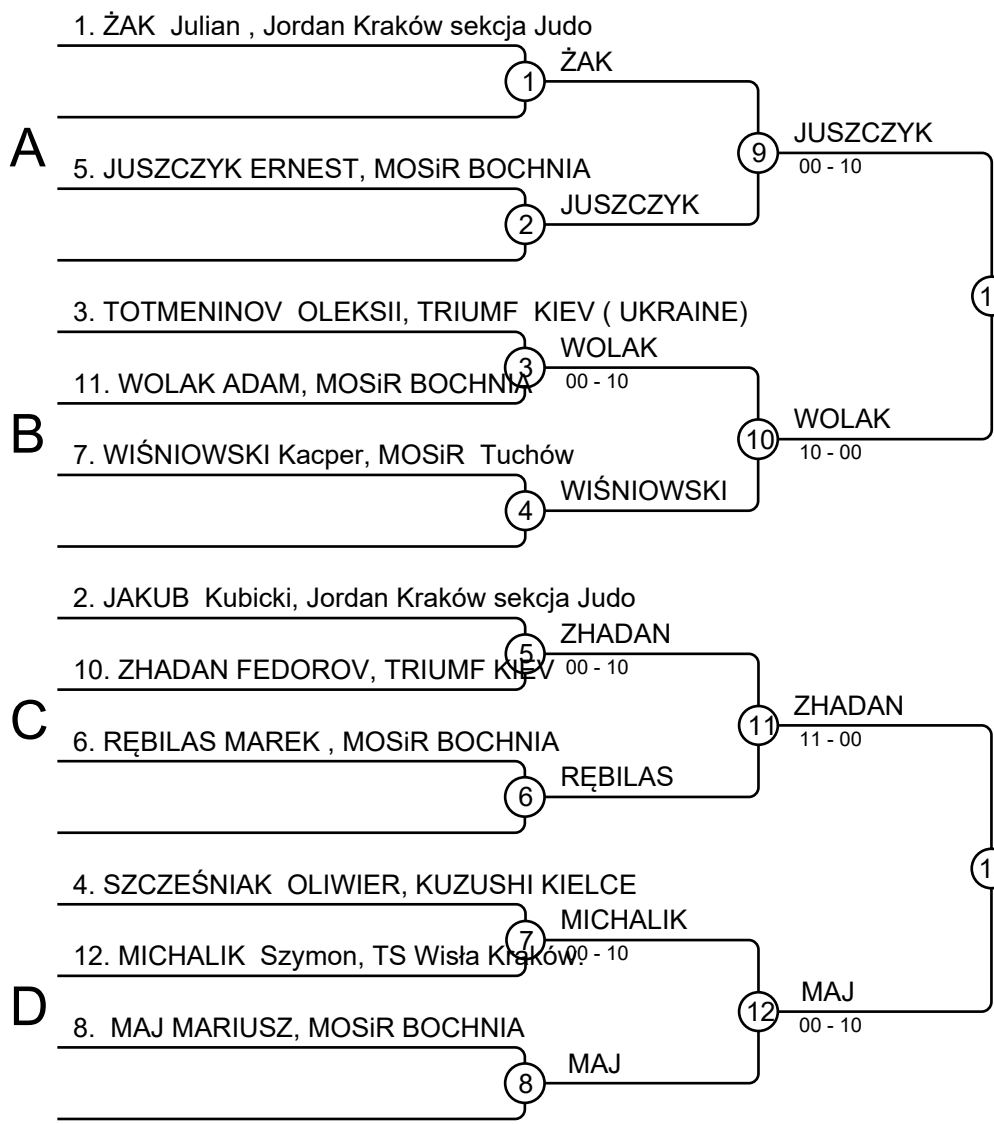 1. ŻAK  Julian , Jordan Kraków sekcja Judo
1
ŻAK
A
9
JUSZCZYK
00 - 10
5. JUSZCZYK ERNEST, MOSiR BOCHNIA
2
JUSZCZYK
1
3. TOTMENINOV  OLEKSII, TRIUMF  KIEV ( UKRAINE)
3
WOLAK
00 - 10
11. WOLAK ADAM, MOSiR BOCHNIA
B
10
WOLAK
10 - 00
7. WIŚNIOWSKI Kacper, MOSiR  Tuchów
4
WIŚNIOWSKI
2. JAKUB  Kubicki, Jordan Kraków sekcja Judo
5
ZHADAN
00 - 10
10. ZHADAN FEDOROV, TRIUMF KIEV
C
11
ZHADAN
11 - 00
6. RĘBILAS MAREK , MOSiR BOCHNIA
6
RĘBILAS
1
4. SZCZEŚNIAK  OLIWIER, KUZUSHI KIELCE
7
MICHALIK
00 - 10
12. MICHALIK  Szymon, TS Wisła Kraków.
D
12
MAJ
00 - 10
8.  MAJ MARIUSZ, MOSiR BOCHNIA
8
MAJ